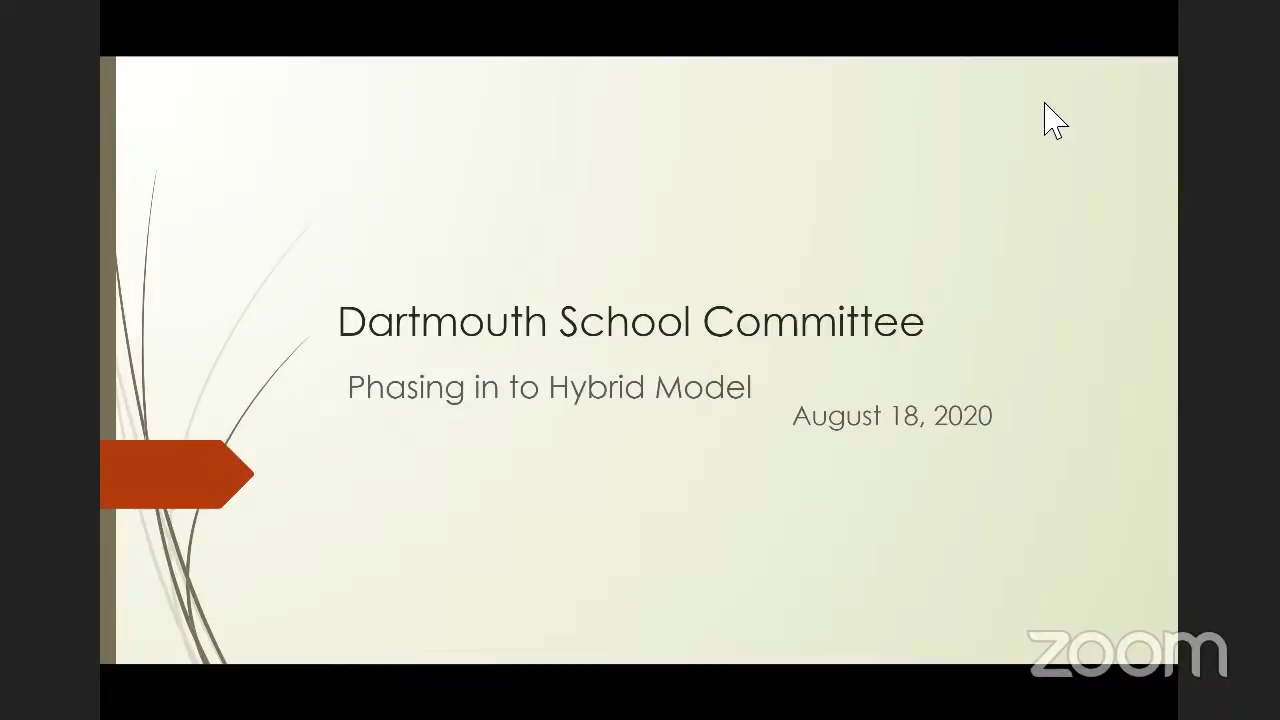 Dartmouth School Committee
Phasing in to Hybrid Model
August 18, 2020
zoom